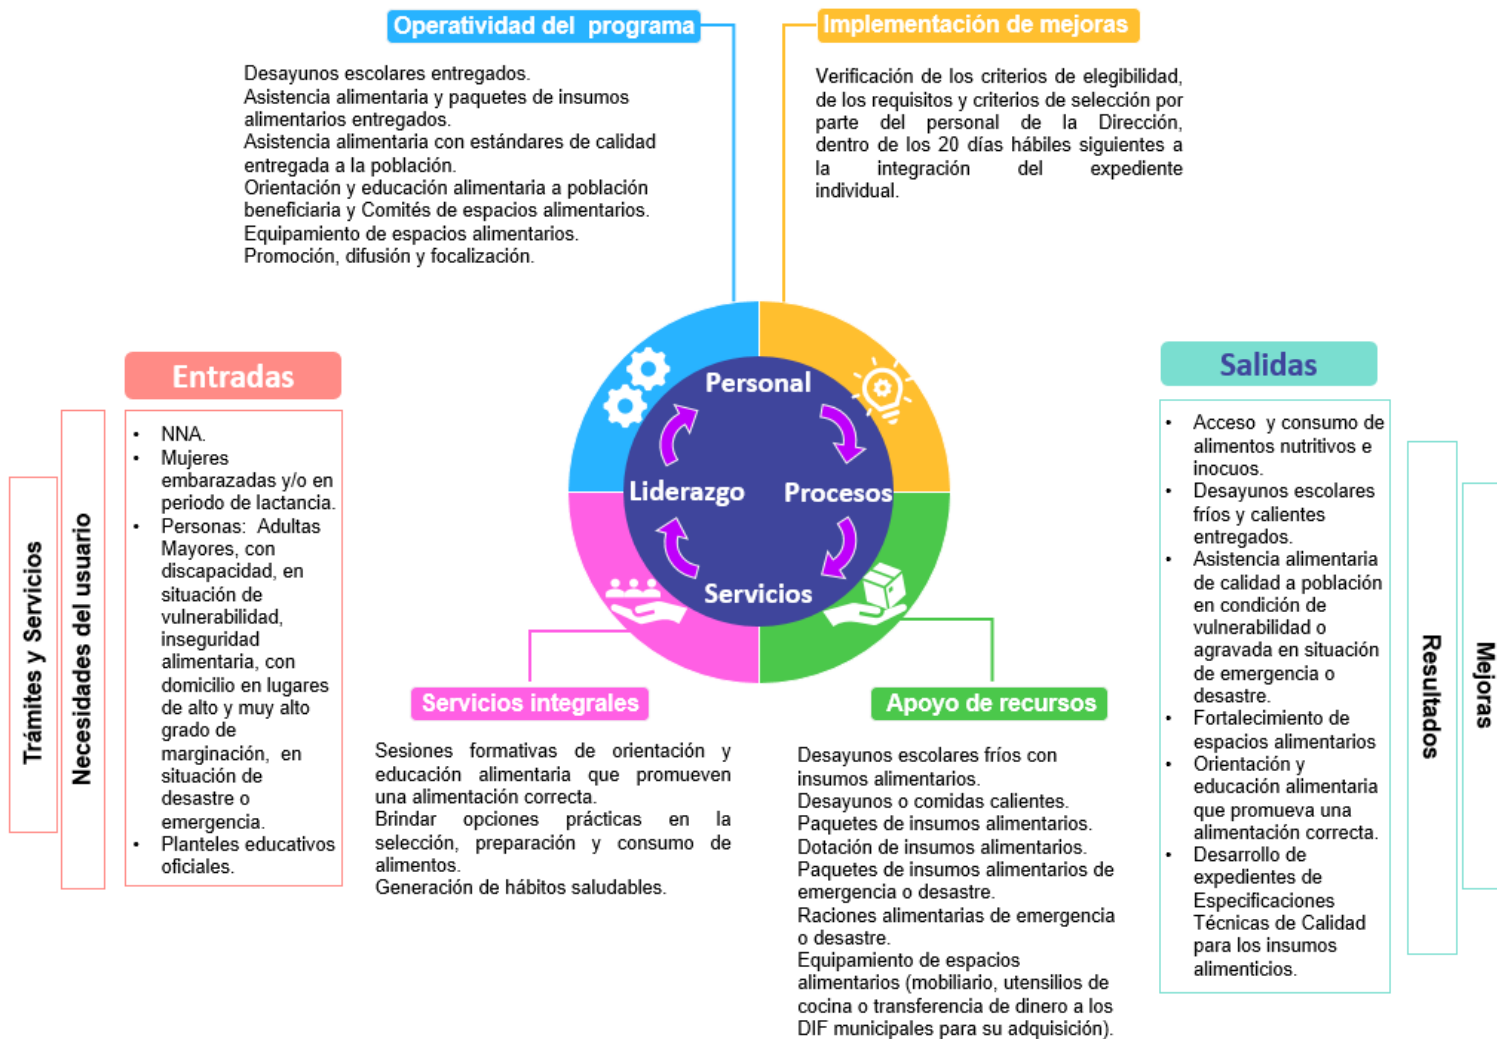 Operatividad del programa
Desayunos escolares entregados.
Asistencia alimentaria y paquetes de insumos
alimentarios entregados.
Asistencia alimentaria con estándares de calidad
entregada a la población.
Orientación y educación alimentaria a población
beneficiaria y Comités de espacios alimentarios.
Equipamiento de espacios alimentarios.
Promoción, difusión y focalización.
Implementación de mejoras
Verificación de los criterios de elegibilidad,
de los requisitos y criterios de selección por
parte del personal de la Dirección,
dentro de los 20 días hábiles siguientes a
la integración del expediente
individual.
Trámites y Servicios
Necesidades del usuario
Entradas
• NNA.
• Mujeres
embarazadas y/o en
periodo de lactancia.
• Personas: Adultas
Mayores, con
discapacidad, en
situación de
vulnerabilidad,
inseguridad
alimentaria, con
domicilio en lugares
de alto y muy alto
grado de
marginación, en
situación de
desastre o
emergencia.
• Planteles educativos
oficiales.
Personal
Liderazgo
Procesos
Servicios
Servicios integrales
Sesiones formativas de orientación y
educación alimentaria que promueven
una alimentación correcta.
Brindar opciones prácticas en la
selección, preparación y consumo de
alimentos.
Generación de hábitos saludables.
Apoyo de recursos
Desayunos escolares fríos con
insumos alimentarios.
Desayunos o comidas calientes.
Paquetes de insumos alimentarios.
Dotación de insumos alimentarios.
Paquetes de insumos alimentarios de
emergencia o desastre.
Raciones alimentarias de emergencia
o desastre.
Equipamiento de espacios
alimentarios (mobiliario, utensilios de
cocina o transferencia de dinero a los
DIF municipales para su adquisición).
Salidas
• Acceso y consumo de
alimentos nutritivos e
inocuos.
• Desayunos escolares
fríos y calientes
entregados.
• Asistencia alimentaria
de calidad a población
en condición de
vulnerabilidad o
agravada en situación
de emergencia o
desastre.
• Fortalecimiento de
espacios alimentarios
• Orientación y
educación alimentaria
que promueva una
alimentación correcta.
• Desarrollo de
expedientes de
Especificaciones
Técnicas de Calidad
para los insumos
alimenticios.
Resultados
Mejoras